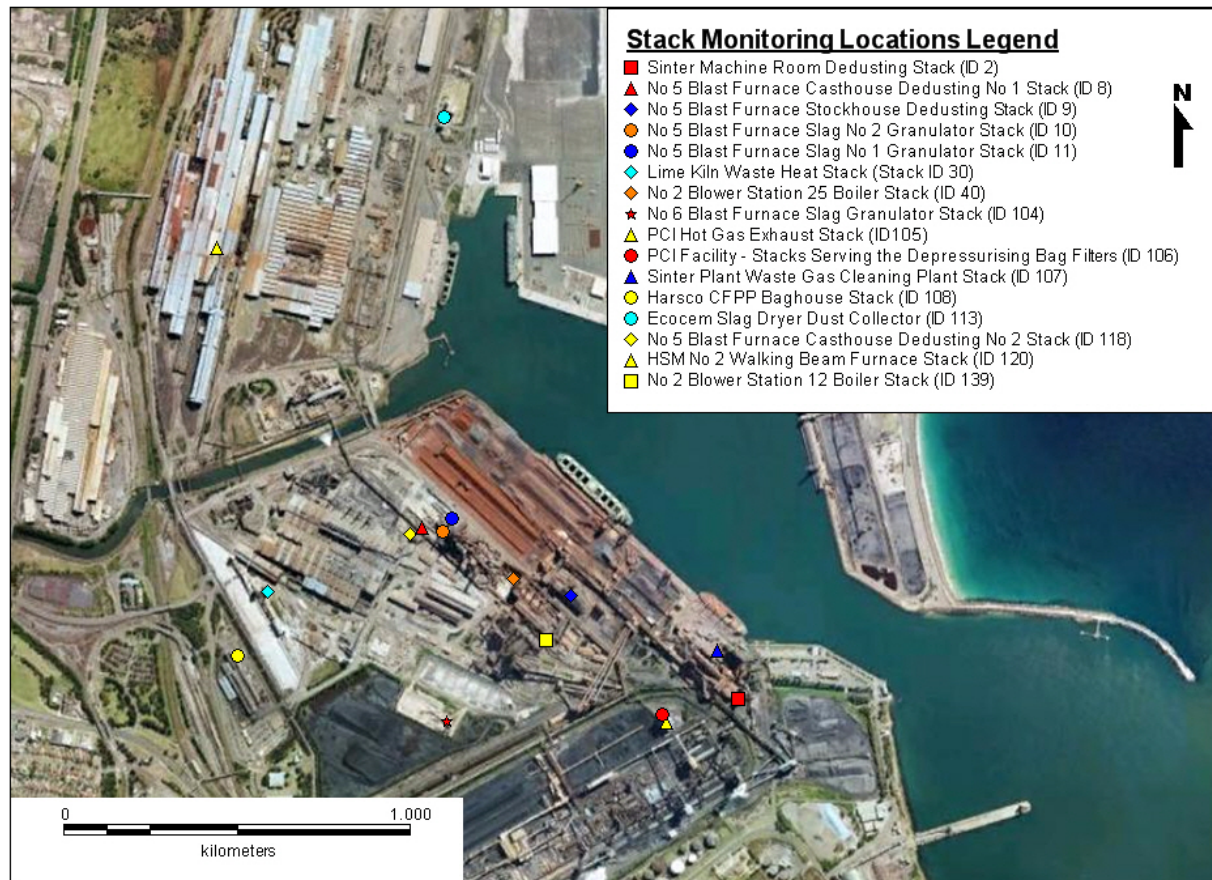 Stack Monitoring Locations Legend
Sinter Machine Room Dedusting Stack (ID 2)
No 5 Blast Furnace Casthouse Dedusting No 1 Stack (ID 8)
No 5 Blast Furnace Stockhouse Dedusting Stack (ID 9)
No 5 Blast Furnace Slag No 2 Granulator Stack (ID 10)
No 5 Blast Furnace Slag No 1 Granulator Stack (ID 11)
Lime Kiln Waste Heat Stack (Stack ID 30)
No 2 Blower Station 25 Boiler Stack (ID 40)
No 6 Blast Furnace Slag Granulator Stack (ID 104)
PCI Hot Gas Exhaust Stack (ID105)
PCI Facility - Stacks Serving the Depressurising Bag Filters (ID 106)
Sinter Plant Waste Gas Cleaning Plant Stack (ID 107)
Harsco CFPP Baghouse Stack (ID 108)
Ecocem Slag Dryer Dust Collector (ID 113)
No 5 Blast Furnace Casthouse Dedusting No 2 Stack (ID 118)
HSM No 2 Walking Beam Furnace Stack (ID 120)
No 2 Blower Station 12 Boiler Stack (ID 139)
N
0 1.000
kilometers